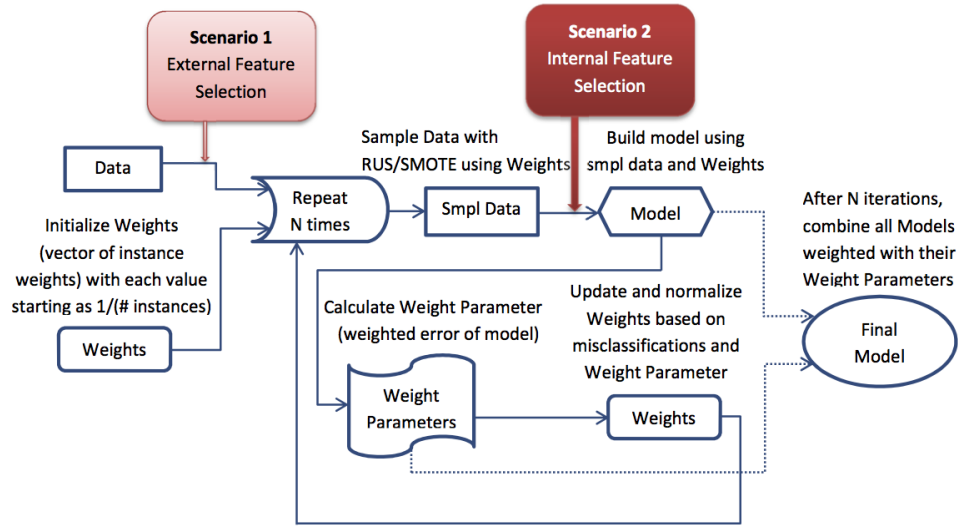 Scenario 1
External Feature
Selection
Scenario 2
Internal Feature
Selection
Sample Data with
RUS/SMOTE using Weights
Build model using
smpl data and Weights
Data
Repeat
N times
Smpl Data
Model
After N iterations,
combine all Models
weighted with their
Weight Parameters
Initialize Weights
(vector of instance
weights) with each value
starting as 1/(# instances)
Weights
Calculate Weight Parameter
(weighted error of model)
Update and normalize
Weights based on
misclassifications and
Weight Parameter
Final
Model
Weight
Parameters
Weights